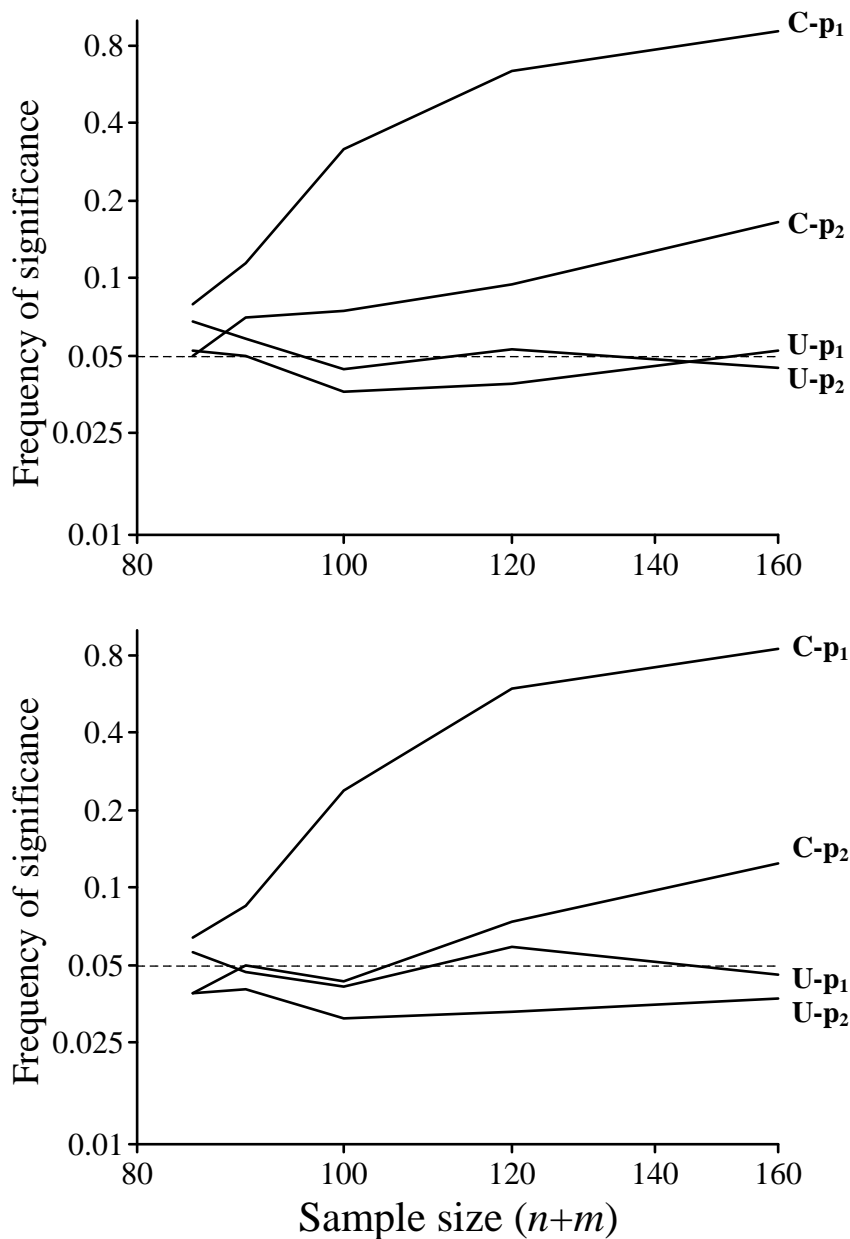 Frequency of significance
0.8
0.4
0.2
0.1
0.05
0.025
0.01
80
100
120
140
160
C-p₁
C-p₂
U-p₁
U-p₂
Frequency of significance
0.8
0.4
0.2
0.1
0.05
0.025
0.01
80
100
120
140
160
C-p₁
C-p₂
U-p₁
U-p₂
Sample size (n+m)